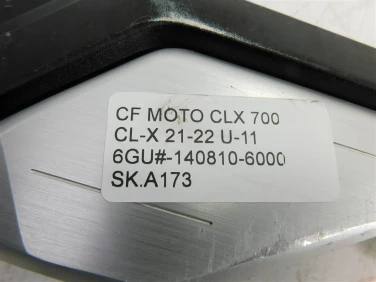 CF MOTO CLX 700
CL-X 21-22 U-11
6GU#-140810-6000
SK.A173